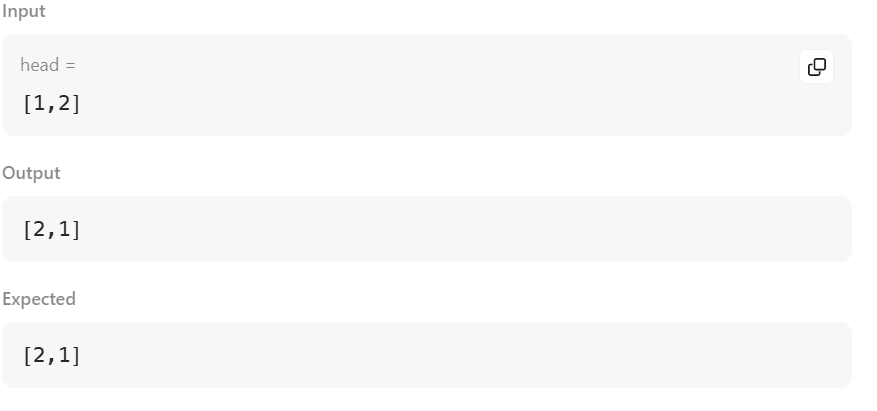 Input
head =
[1,2]
Output
[2,1]
Expected
[2,1]